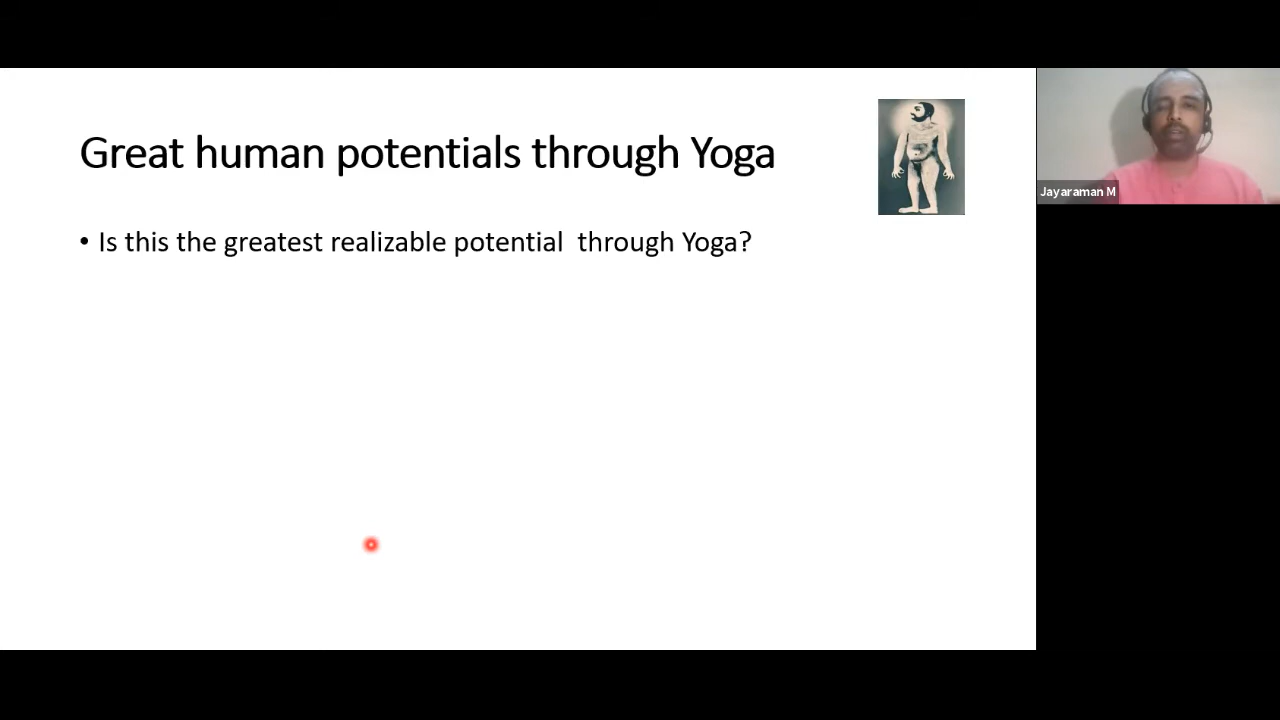 Great human potentials through Yoga
• Is this the greatest realizable potential through Yoga?
Jayaraman M